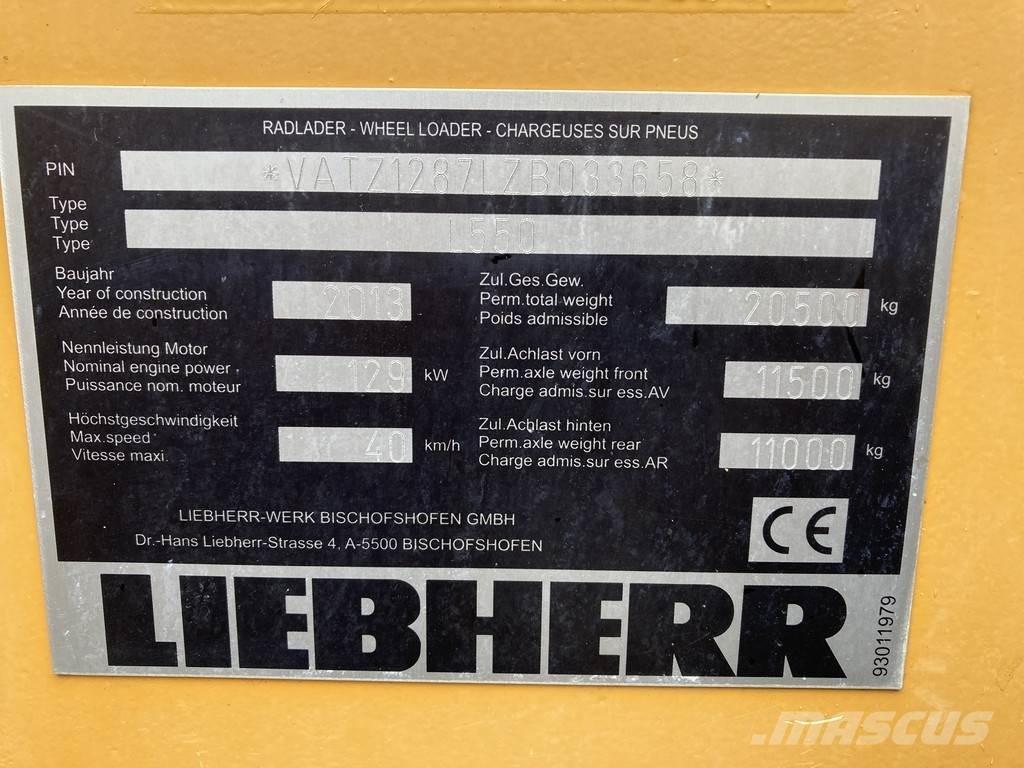 RADLADER - WHEEL LOADER - CHARGEUSES SUR PNEUS
PIN *VATZ1287LZB033658*
Type
Type L550
Type
Baujahr
Year of construction 2013
Année de construction
Zul.Ges.Gew.
Perm.total weight 20500 kg
Poids admissible
Nennleistung Motor
Nominal engine power 129 kW
Puissance nom. moteur
Zul.Achlast vorn
Perm.axle weight front 11500 kg
Charge admis.sur ess.AV
Höchstgeschwindigkeit
Max.speed 40 km/h
Vitesse maxi.
Zul.Achlast hinten
Perm.axle weight rear 11000 kg
Charge admis.sur ess.AR
LIEBHERR-WERK BISCHOFSHOFEN GMBH
Dr.-Hans Liebherr-Strasse 4, A-5500 BISCHOFSHOFEN
CE
LIEBHERR
93011979
MASCUS